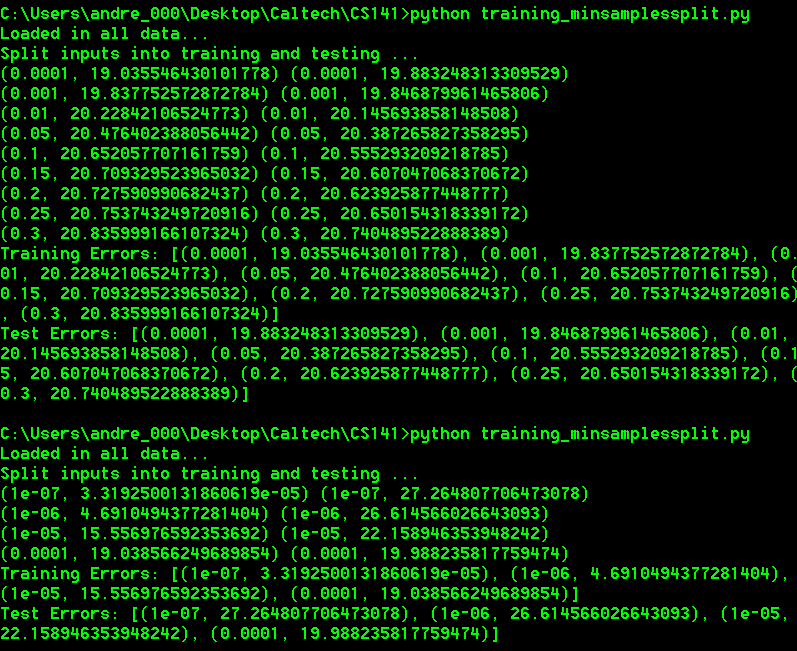 C:\Users\andre_000\Desktop\Caltech\CS141>python training_minsamplessplit.py
Loaded in all data...
Split inputs into training and testing ...
(0.0001, 19.035546430101778) (0.0001, 19.883248313309529)
(0.001, 19.837752572872784) (0.001, 19.846879961465806)
(0.01, 20.22842106524773) (0.01, 20.145693858148508)
(0.05, 20.476402388056442) (0.05, 20.387265827358295)
(0.1, 20.652057707161759) (0.1, 20.555293209218785)
(0.15, 20.709329523965032) (0.15, 20.607047068370672)
(0.2, 20.727590990682437) (0.2, 20.623925877448777)
(0.25, 20.753743249720916) (0.25, 20.650154318339172)
(0.3, 20.835999166107324) (0.3, 20.740489522888389)
Training Errors: [(0.0001, 19.035546430101778), (0.001, 19.837752572872784), (0.
01, 20.22842106524773), (0.05, 20.476402388056442), (0.1, 20.652057707161759), (
0.15, 20.709329523965032), (0.2, 20.727590990682437), (0.25, 20.753743249720916)
, (0.3, 20.835999166107324)]
Test Errors: [(0.0001, 19.883248313309529), (0.001, 19.846879961465806), (0.01,
20.145693858148508), (0.05, 20.387265827358295), (0.1, 20.555293209218785), (0.1
5, 20.607047068370672), (0.2, 20.623925877448777), (0.25, 20.650154318339172), (
0.3, 20.740489522888389)]
C:\Users\andre_000\Desktop\Caltech\CS141>python training_minsamplessplit.py
Loaded in all data...
Split inputs into training and testing ...
(1e-07, 3.3192500131860619e-05) (1e-07, 27.264807706473078)
(1e-06, 4.6910494377281404) (1e-06, 26.614566026643093)
(1e-05, 15.556976592353692) (1e-05, 22.158946353948242)
(0.0001, 19.038566249689854) (0.0001, 19.988235817759474)
Training Errors: [(1e-07, 3.3192500131860619e-05), (1e-06, 4.6910494377281404),
(1e-05, 15.556976592353692), (0.0001, 19.038566249689854)]
Test Errors: [(1e-07, 27.264807706473078), (1e-06, 26.614566026643093), (1e-05,
22.158946353948242), (0.0001, 19.988235817759474)]